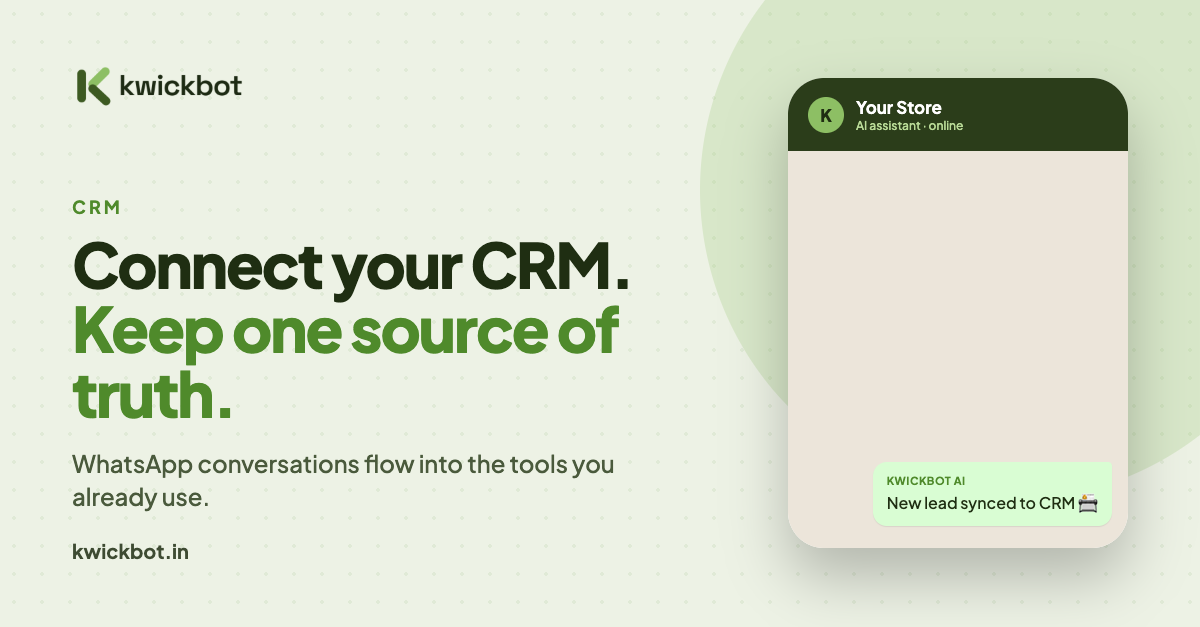 kwickbot
CRM
Connect your CRM.
Keep one source of
truth.
WhatsApp conversations flow into the tools you
already use.
kwickbot.in
K
Your Store
AI assistant · online
KWICKBOT AI
New lead synced to CRM 📇